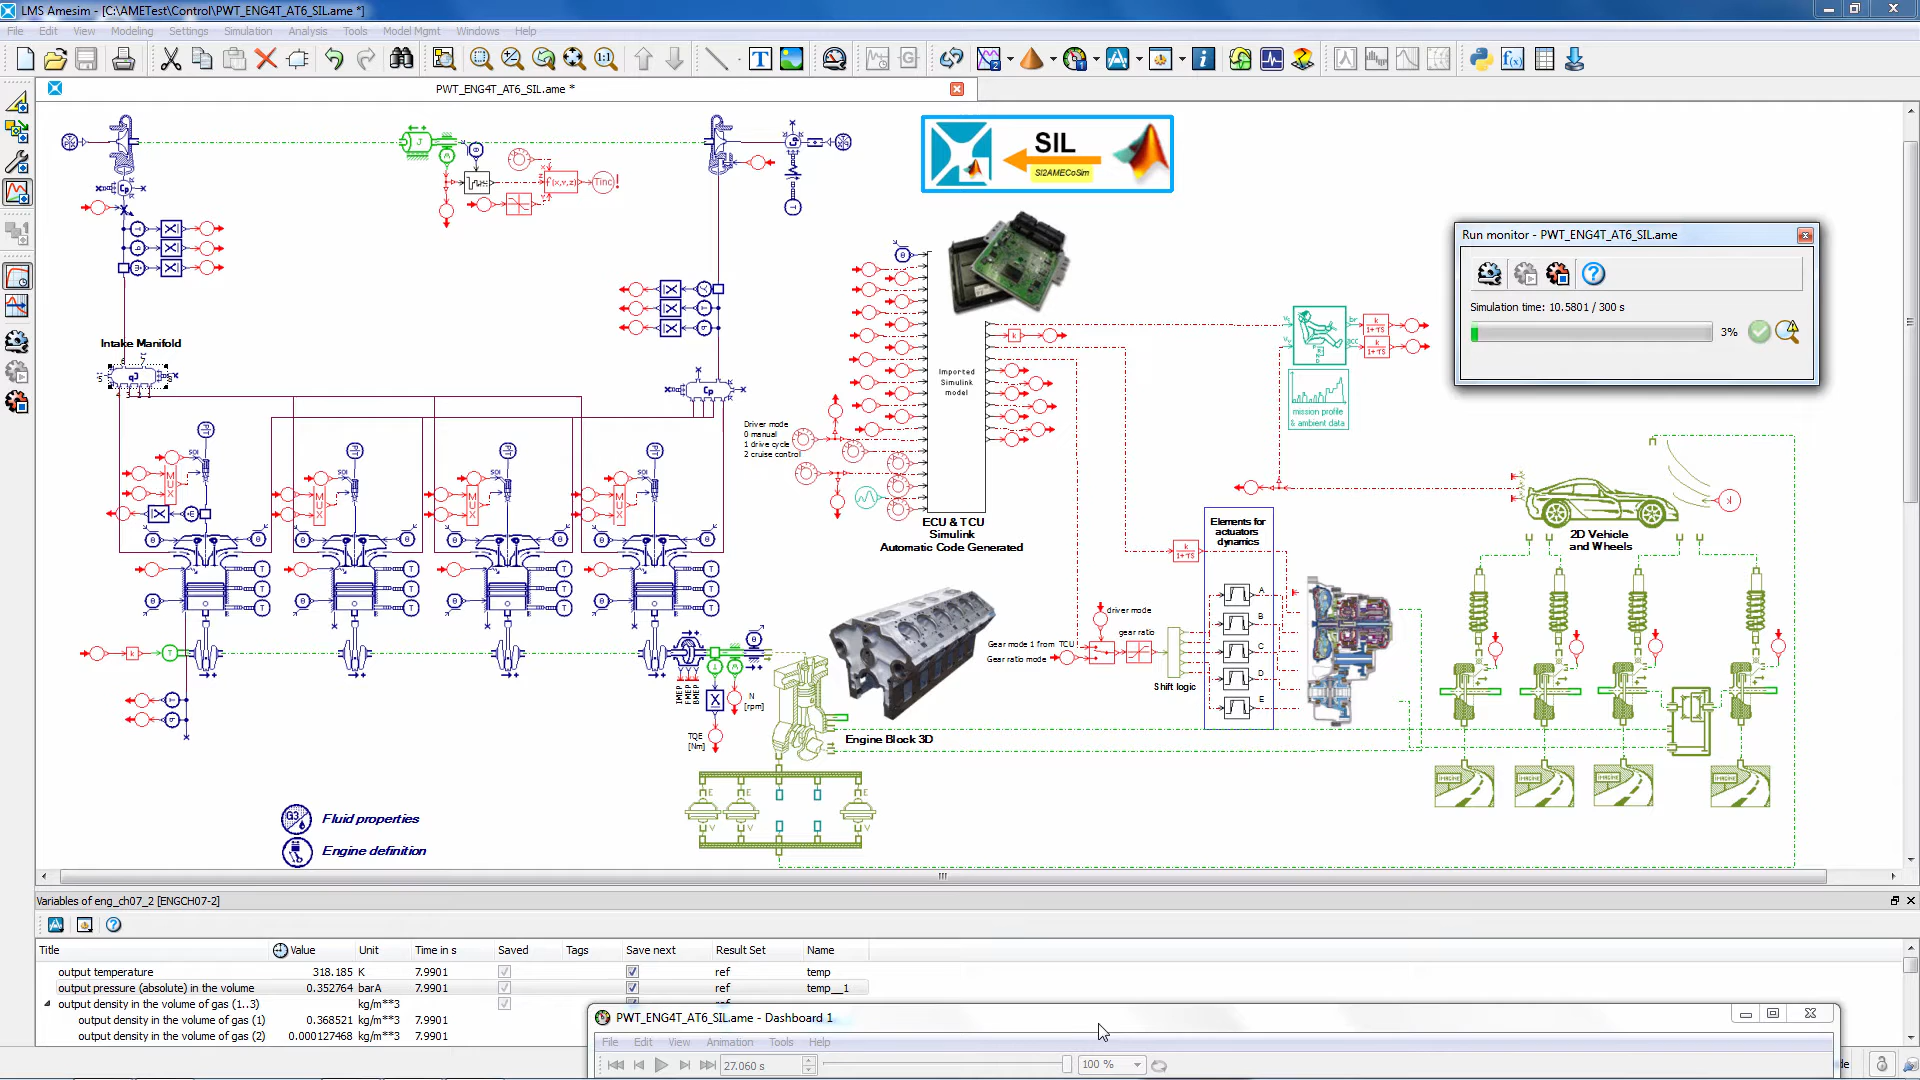 LMS Amesim - [C:\AMETest\Control\PWT_ENG4T_AT6_SIL.ame *]
File Edit View Modeling Settings Simulation Analysis Tools Model Mgmt Windows Help
PWT_ENG4T_AT6_SIL.ame *
SIL
SI2AMECoSim
Run monitor - PWT_ENG4T_AT6_SIL.ame
Simulation time: 10.5801 / 300 s
3%
Intake Manifold
Imported
Simulink
model
mission profile
& ambient data
Driver mode
0 manual
1 drive cycle
2 cruise control
ECU & TCU
Simulink
Automatic Code Generated
Elements for
actuators
dynamics
A
B
C
D
E
2D Vehicle
and Wheels
driver mode
gear ratio
Gear mode 1 from TCU
Gear ratio mode
Shift logic
MUX
MUX
MUX
MUX
IMEP
FMEP
BMEP
N
[rpm]
TQE
[Nm]
Engine Block 3D
Fluid properties
Engine definition
Variables of eng_ch07_2 [ENGCH07-2]
Title Value Unit Time in s Saved Tags Save next Result Set Name
output temperature 318.185 K 7.9901 ref temp
output pressure (absolute) in the volume 0.352764 barA 7.9901 ref temp__1
output density in the volume of gas (1..3) kg/m**3
output density in the volume of gas (1) 0.368521 kg/m**3 7.9901
output density in the volume of gas (2) 0.000127468 kg/m**3 7.9901
PWT_ENG4T_AT6_SIL.ame - Dashboard 1
File Edit View Animation Tools Help
27.060 s 100 %